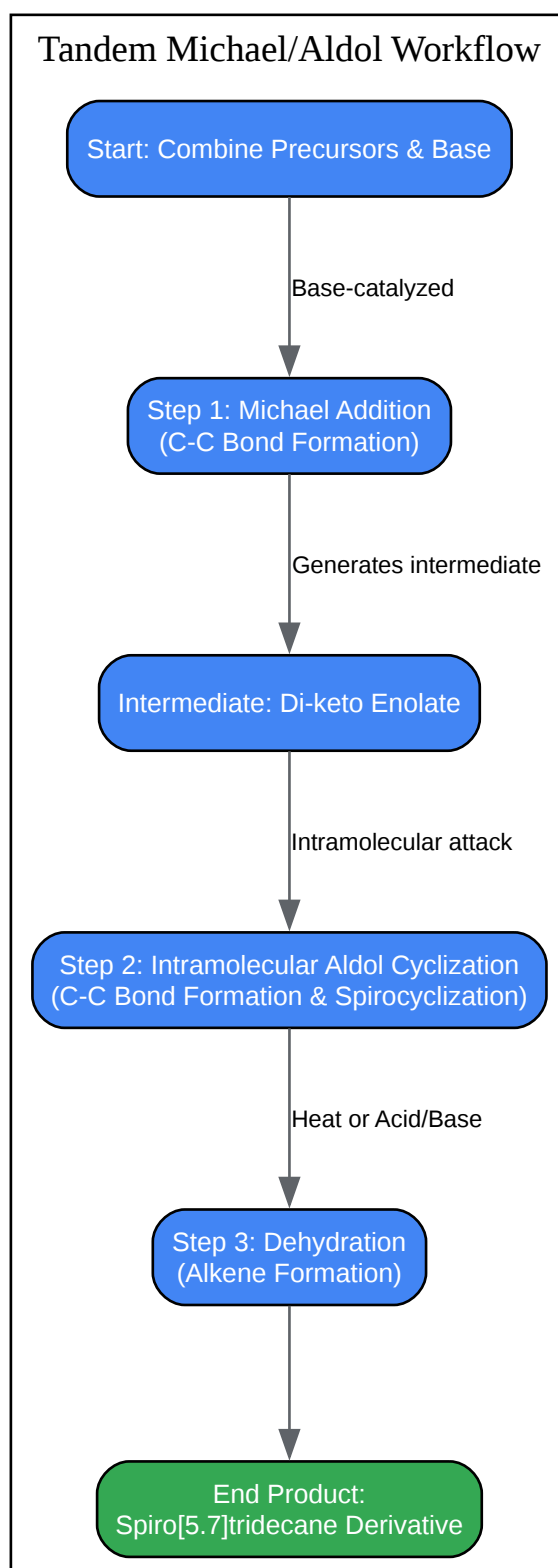 Tandem Michael/Aldol Workflow
Start: Combine Precursors & Base
Base-catalyzed
Step 1: Michael Addition
(C-C Bond Formation)
Generates intermediate
Intermediate: Di-keto Enolate
Intramolecular attack
Step 2: Intramolecular Aldol Cyclization
(C-C Bond Formation & Spirocyclization)
Heat or Acid/Base
Step 3: Dehydration
(Alkene Formation)
End Product:
Spiro[5.7]tridecane Derivative